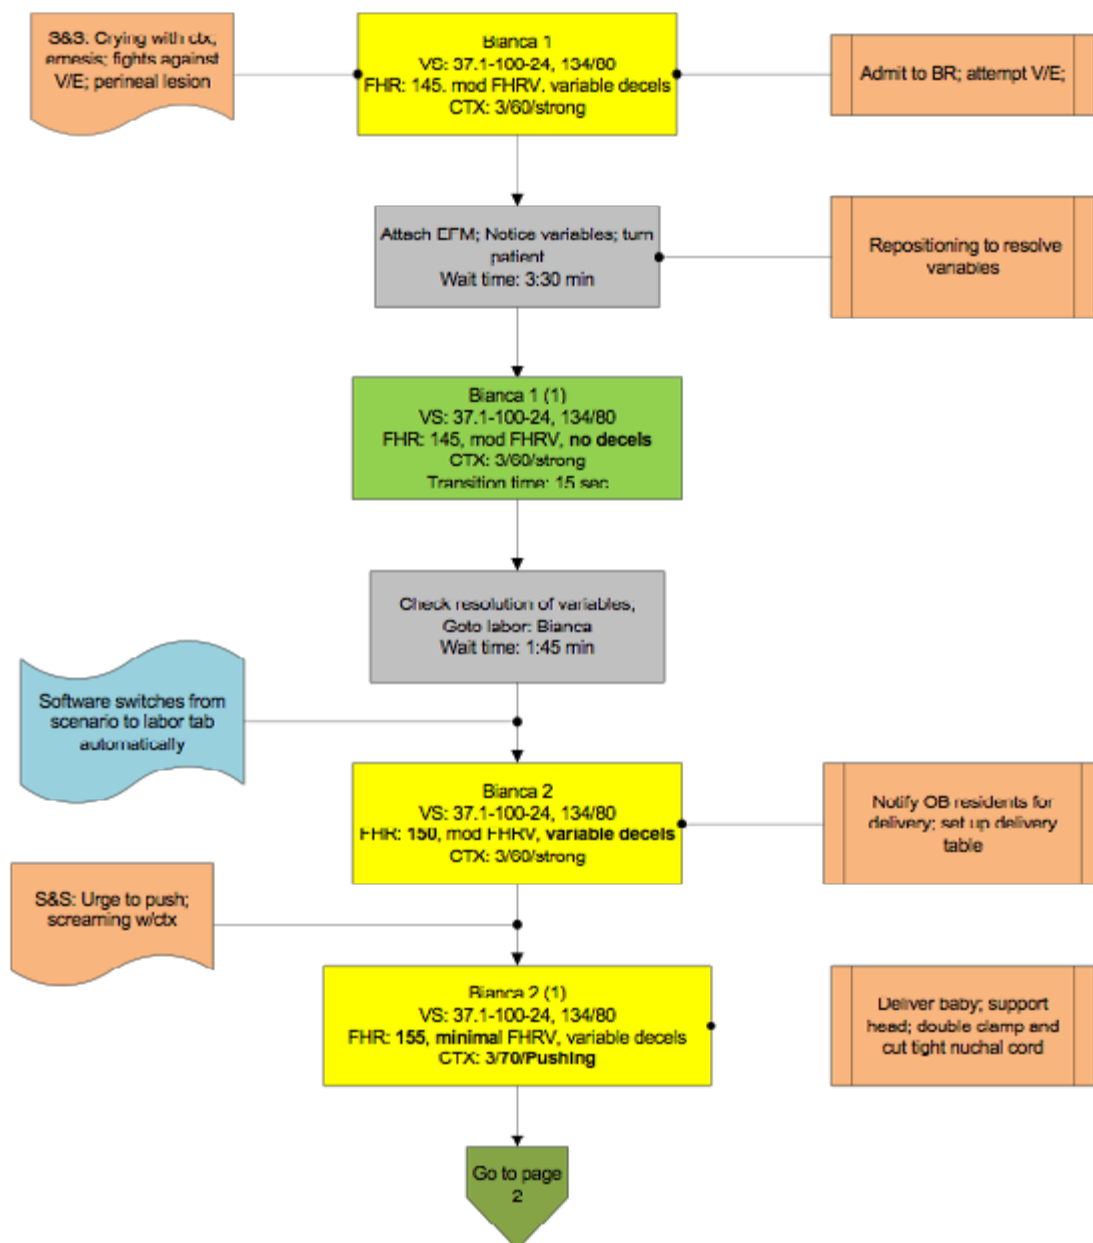 S&S: Crying with ctx;
emesis; fights against
V/E; perineal lesion
Bianca 1
VS: 37.1-100-24, 134/80
FHR: 145, mod FHRV, variable decels
CTX: 3/60/strong
Admit to BR; attempt V/E;
Attach EFM; Notice variables; turn
patient
Wait time: 3:30 min
Repositioning to resolve
variables
Bianca 1 (1)
VS: 37.1-100-24, 134/80
FHR: 145, mod FHRV, no decels
CTX: 3/60/strong
Transition time: 15 sec
Check resolution of variables;
Goto labor: Bianca
Wait time: 1:45 min
Software switches from
scenario to labor tab
automatically
Bianca 2
VS: 37.1-100-24, 134/80
FHR: 150, mod FHRV, variable decels
CTX: 3/60/strong
Notify OB residents for
delivery; set up delivery
table
S&S: Urge to push;
screaming w/ctx
Bianca 2 (1)
VS: 37.1-100-24, 134/80
FHR: 155, minimal FHRV, variable decels
CTX: 3/70/Pushing
Deliver baby; support
head; double clamp and
cut tight nuchal cord
Go to page
2